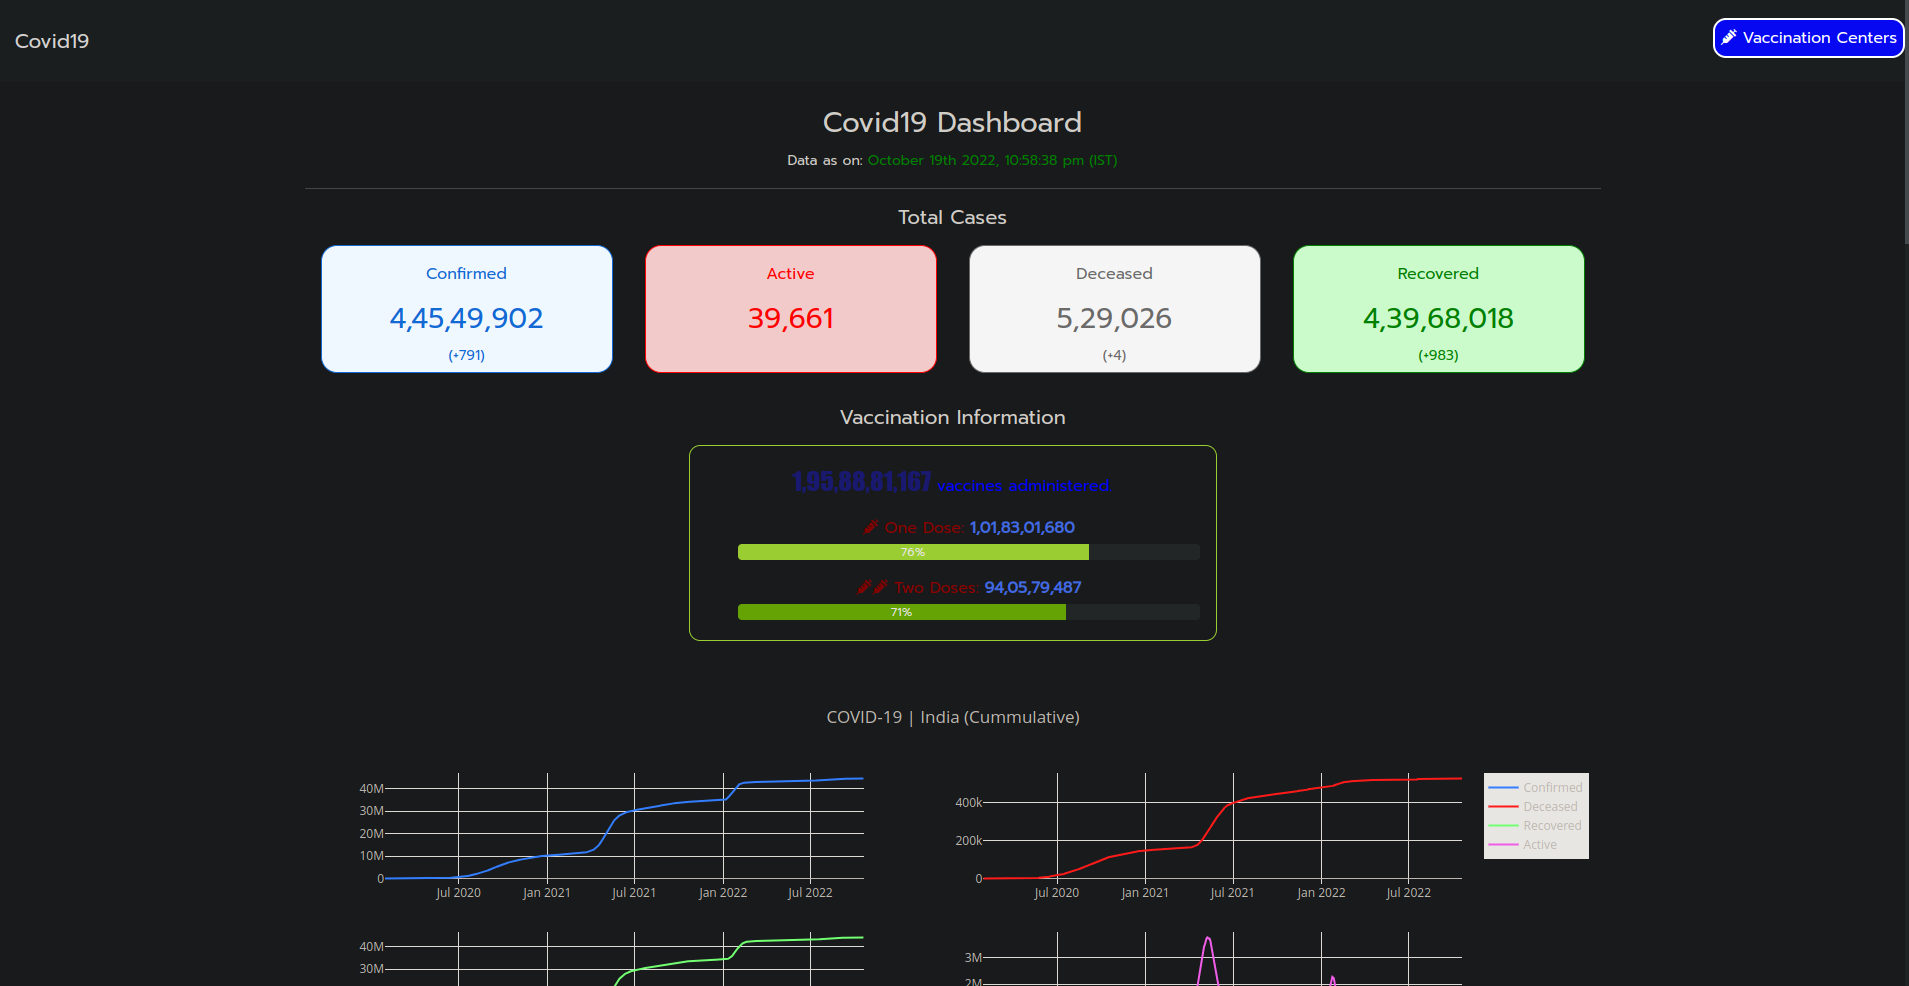 Covid19
Vaccination Centers
Covid19 Dashboard
Data as on: October 19th 2022, 10:58:38 pm (IST)
Total Cases
Confirmed
4,45,49,902
(+791)
Active
39,661
Deceased
5,29,026
(+4)
Recovered
4,39,68,018
(+983)
Vaccination Information
1,95,88,81,167 vaccines administered.
One Dose: 1,01,83,01,680
76%
Two Doses: 94,05,79,487
71%
COVID-19 | India (Cummulative)
40M
30M
20M
10M
0
Jul 2020 Jan 2021 Jul 2021 Jan 2022 Jul 2022
400k
200k
0
Jul 2020 Jan 2021 Jul 2021 Jan 2022 Jul 2022
Confirmed
Deceased
Recovered
Active
40M
30M
3M
2M